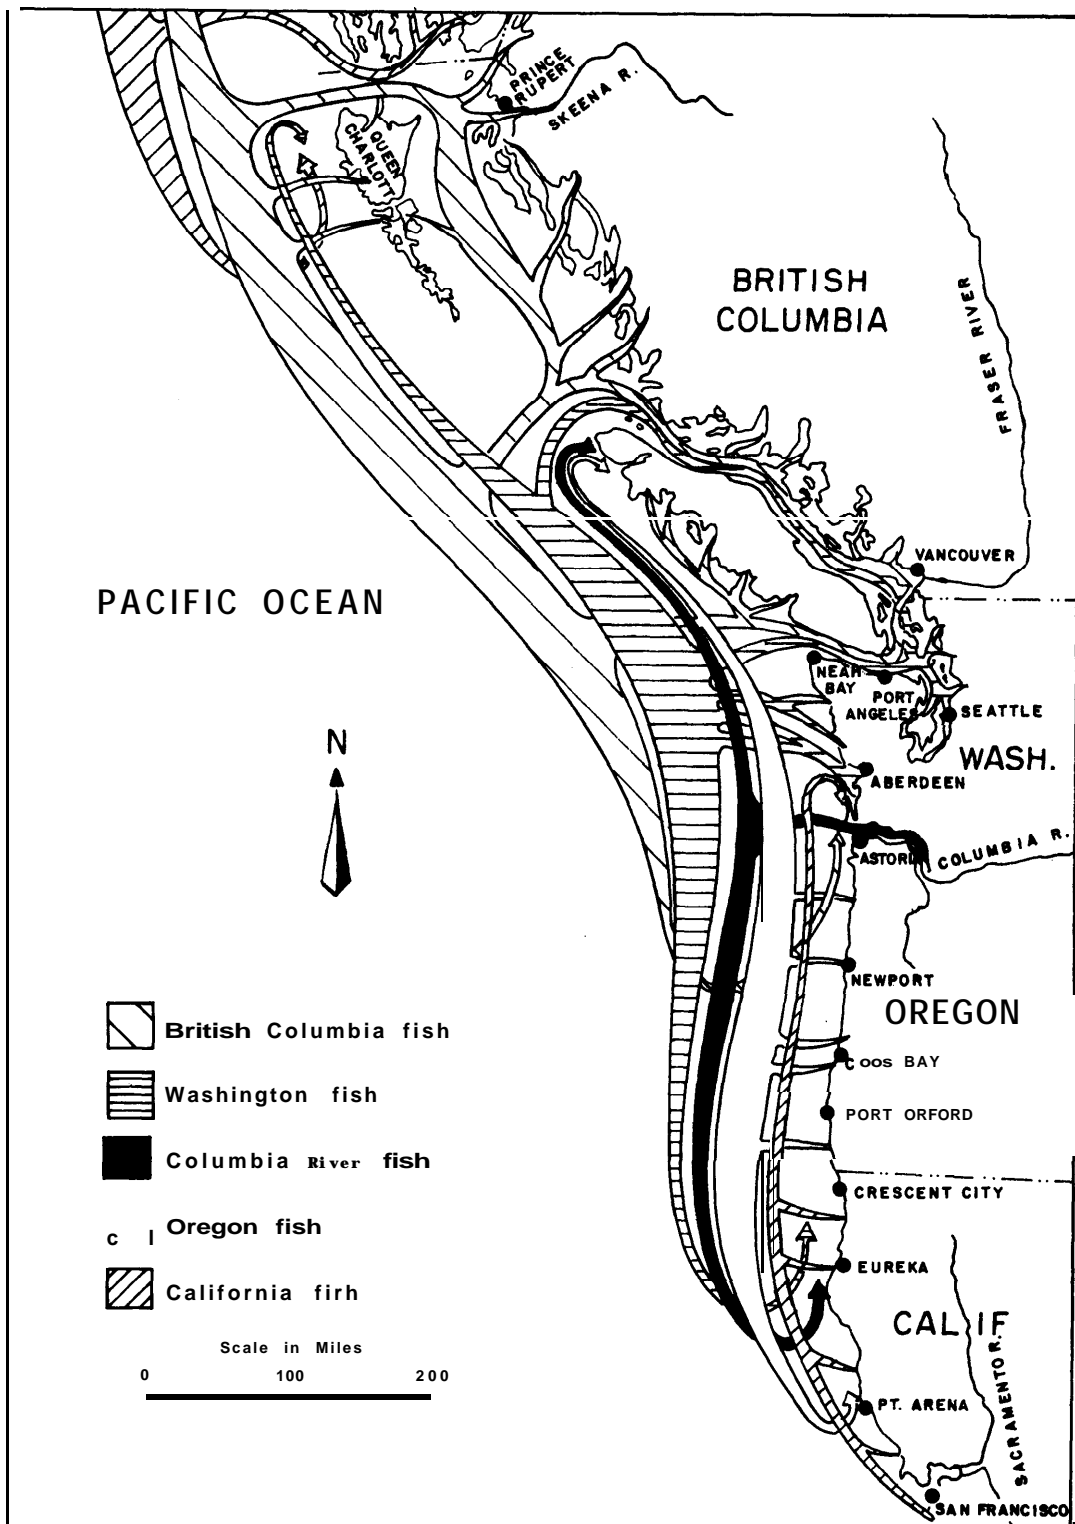 PRINCE
RUPERT
SKEENA R.
QUEEN
CHARLOTT
BRITISH
COLUMBIA
FRASER RIVER
VANCOUVER
PACIFIC OCEAN
NEAH
BAY
PORT
ANGELES
SEATTLE
WASH.
N
ABERDEEN
ASTORI
COLUMBIA R.
NEWPORT
OREGON
British Columbia fish
Coos BAY
Washington fish
PORT ORFORD
Columbia River fish
CRESCENT CITY
c l Oregon fish
EUREKA
California firh
CALIF
SACRAMENTO R.
Scale in Miles
0 100 200
PT. ARENA
SAN FRANCISCO